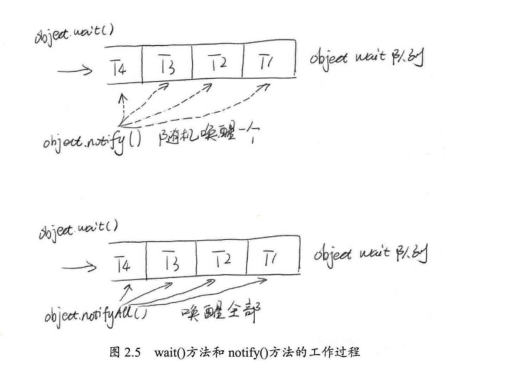 object.wait()
T4 T3 T2 T1 object wait 队列
object.notify() 随机唤醒一个
object.wait()
T4 T3 T2 T1 object wait 队列
object.notifyAll() 唤醒全部
图 2.5 wait()方法和 notify()方法的工作过程